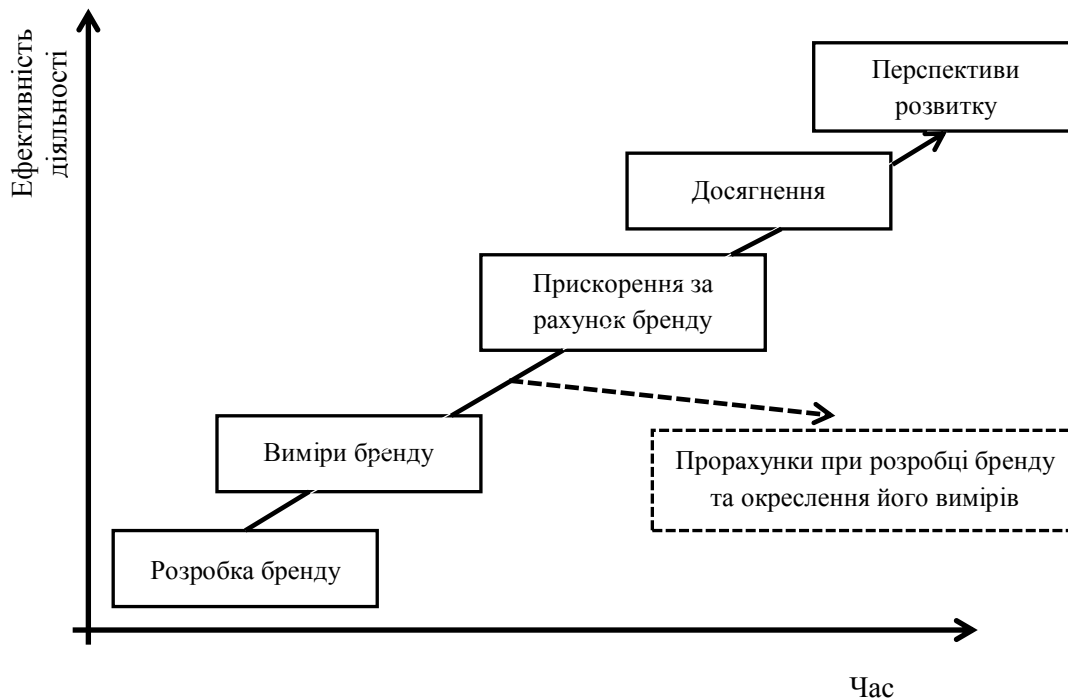 Ефективність
діяльності
Перспективи
розвитку
Досягнення
Прискорення за
рахунок бренду
Виміри бренду
Прорахунки при розробці бренду
та окреслення його вимірів
Розробка бренду
Час